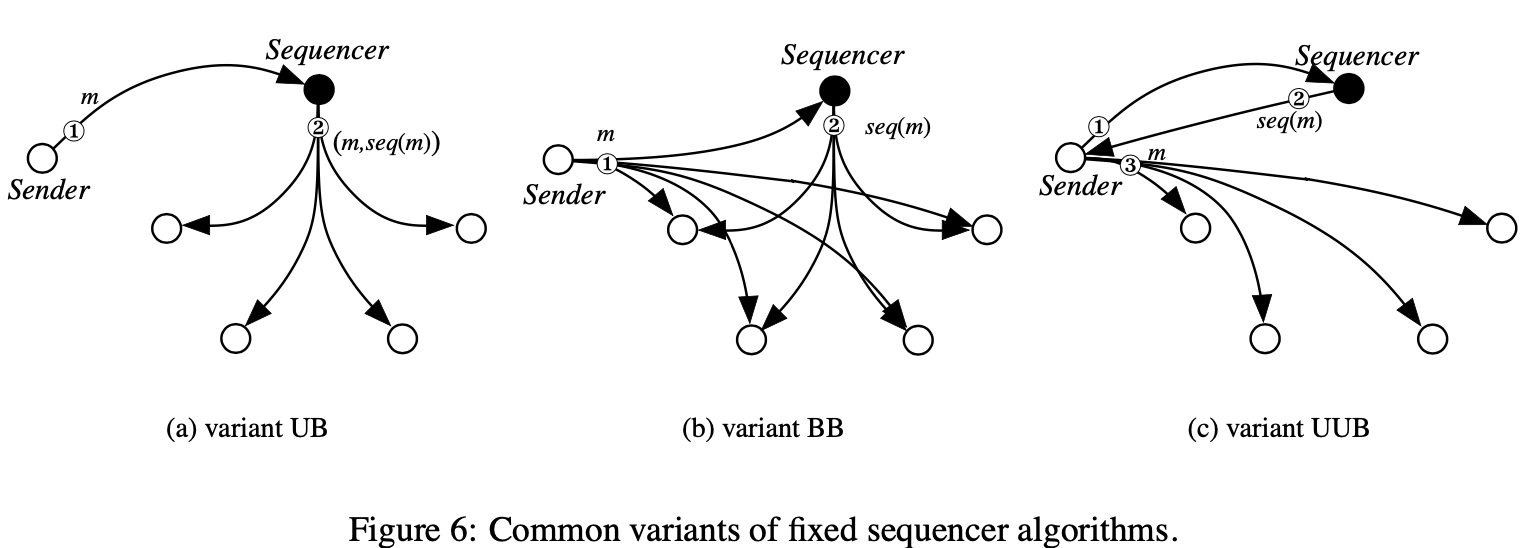 Sequencer
m
①
Sender
②
(m,seq(m))
(a) variant UB
Sequencer
m
①
Sender
②
seq(m)
(b) variant BB
Sequencer
①
②
seq(m)
Sender
③
m
(c) variant UUB
Figure 6: Common variants of fixed sequencer algorithms.